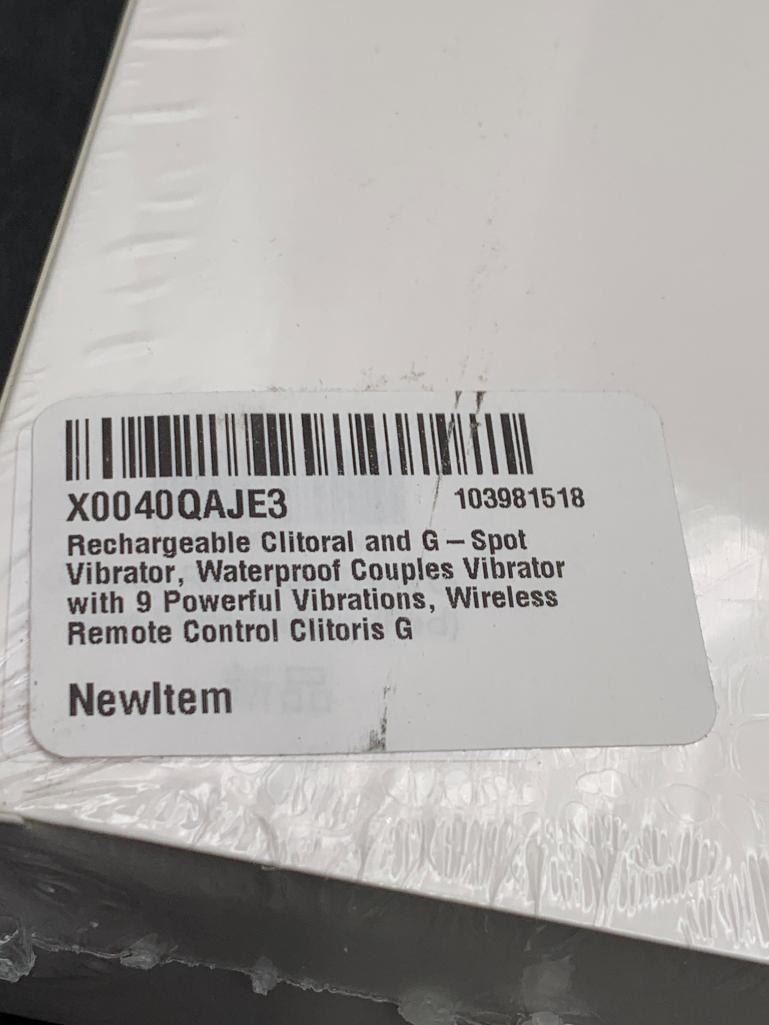 X0040QAJE3 103981518
Rechargeable Clitoral and G – Spot
Vibrator, Waterproof Couples Vibrator
with 9 Powerful Vibrations, Wireless
Remote Control Clitoris G
NewItem